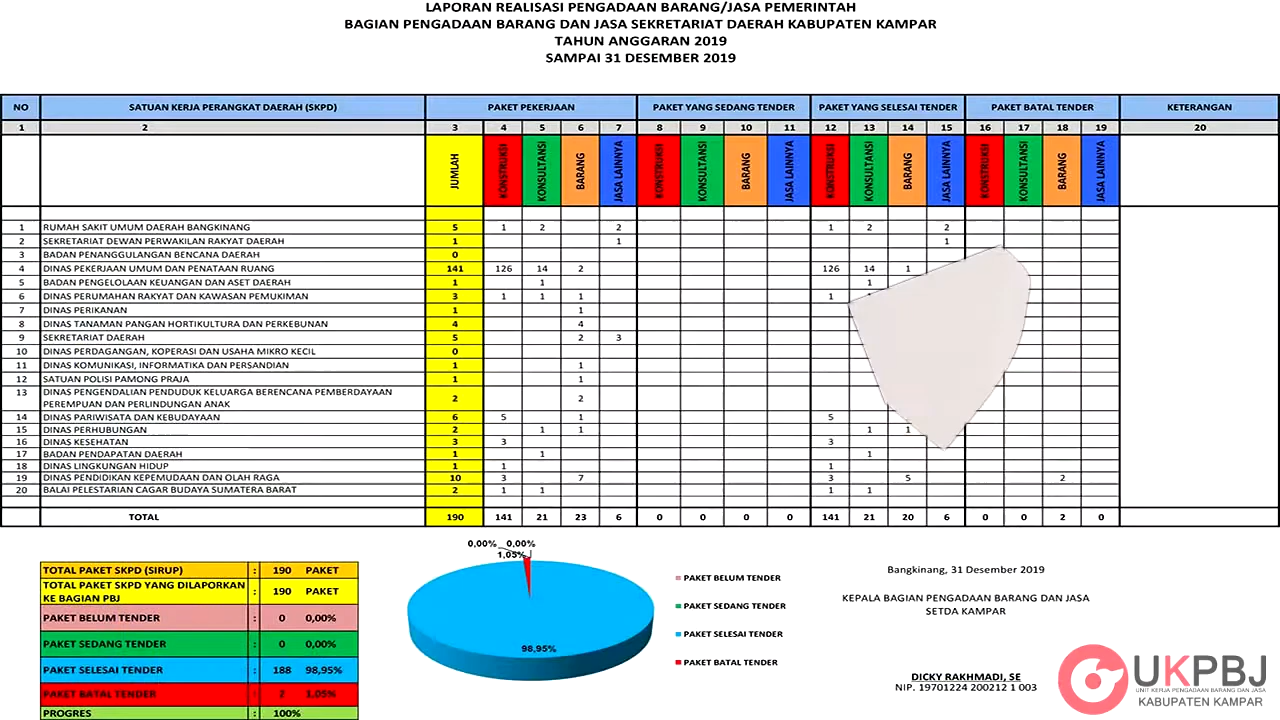 LAPORAN REALISASI PENGADAAN BARANG/JASA PEMERINTAH
BAGIAN PENGADAAN BARANG DAN JASA SEKRETARIAT DAERAH KABUPATEN KAMPAR
TAHUN ANGGARAN 2019
SAMPAI 31 DESEMBER 2019
NO SATUAN KERJA PERANGKAT DAERAH (SKPD) PAKET PEKERJAAN PAKET YANG SEDANG TENDER PAKET YANG SELESAI TENDER PAKET BATAL TENDER KETERANGAN
1 2 3 4 5 6 7 8 9 10 11 12 13 14 15 16 17 18 19 20
JUMLAH KONSTRUKSI KONSULTANSI BARANG JASA LAINNYA KONSTRUKSI KONSULTANSI BARANG JASA LAINNYA KONSTRUKSI KONSULTANSI BARANG JASA LAINNYA KONSTRUKSI KONSULTANSI BARANG JASA LAINNYA
1 RUMAH SAKIT UMUM DAERAH BANGKINANG 5 1 2 2 1 2 2
2 SEKRETARIAT DEWAN PERWAKILAN RAKYAT DAERAH 1 1 1
3 BADAN PENANGGULANGAN BENCANA DAERAH 0
4 DINAS PEKERJAAN UMUM DAN PENATAAN RUANG 141 126 14 2 126 14 1
5 BADAN PENGELOLAAN KEUANGAN DAN ASET DAERAH 1 1 1
6 DINAS PERUMAHAN RAKYAT DAN KAWASAN PEMUKIMAN 3 1 1 1 1
7 DINAS PERIKANAN 1 1
8 DINAS TANAMAN PANGAN HORTIKULTURA DAN PERKEBUNAN 4 4
9 SEKRETARIAT DAERAH 5 2 3
10 DINAS PERDAGANGAN, KOPERASI DAN USAHA MIKRO KECIL 0
11 DINAS KOMUNIKASI, INFORMATIKA DAN PERSANDIAN 1 1
12 SATUAN POLISI PAMONG PRAJA 1 1
13 DINAS PENGENDALIAN PENDUDUK KELUARGA BERENCANA PEMBERDAYAAN
PEREMPUAN DAN PERLINDUNGAN ANAK 2 2
14 DINAS PARIWISATA DAN KEBUDAYAAN 6 5 1 5
15 DINAS PERHUBUNGAN 2 1 1 1 1
16 DINAS KESEHATAN 3 3 3
17 BADAN PENDAPATAN DAERAH 1 1 1
18 DINAS LINGKUNGAN HIDUP 1 1 1
19 DINAS PENDIDIKAN KEPEMUDAAN DAN OLAH RAGA 10 3 7 3 5 2
20 BALAI PELESTARIAN CAGAR BUDAYA SUMATERA BARAT 2 1 1 1 1
TOTAL 190 141 21 23 6 0 0 0 0 141 21 20 6 0 0 2 0
TOTAL PAKET SKPD (SIRUP) : 190 PAKET
TOTAL PAKET SKPD YANG DILAPORKAN
KE BAGIAN PBJ : 190 PAKET
PAKET BELUM TENDER : 0 0,00%
PAKET SEDANG TENDER : 0 0,00%
PAKET SELESAI TENDER : 188 98,95%
PAKET BATAL TENDER : 2 1,05%
PROGRES : 100%
0,00% 0,00%
1,05%
98,95%
PAKET BELUM TENDER
PAKET SEDANG TENDER
PAKET SELESAI TENDER
PAKET BATAL TENDER
Bangkinang, 31 Desember 2019
KEPALA BAGIAN PENGADAAN BARANG DAN JASA
SETDA KAMPAR
DICKY RAKHMADI, SE
NIP. 19701224 200212 1 003
UKPBJ
UNIT KERJA PENGADAAN BARANG DAN JASA
KABUPATEN KAMPAR